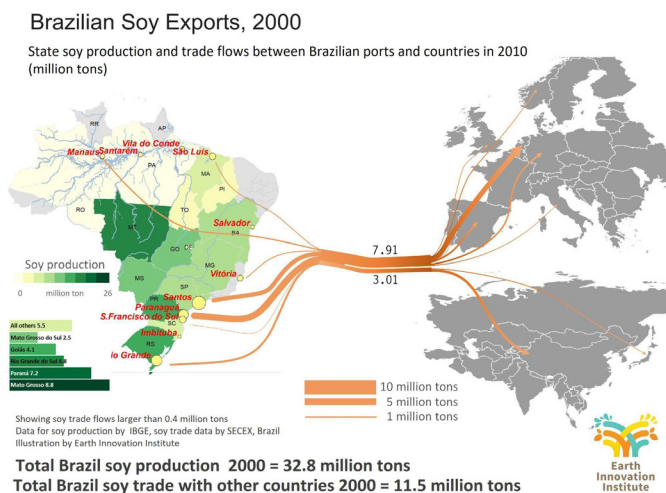 Brazilian Soy Exports, 2000
State soy production and trade flows between Brazilian ports and countries in 2010
(million tons)
RR
AP
Vila do Conde
Manaus
Santarém
São Luis
PA
MA
PI
RO
TO
MT
Salvador
BA
GO
DF
MG
Vitória
MS
SP
Santos
PR
Paranaguá
S.Francisco do Sul
SC
Imbituba
RS
io Grande
7.91
3.01
Soy production
0 million ton 26
All others 5.5
Mato Grosso do Sul 2.5
Goiás 4.1
Rio Grande do Sul 4.8
Paraná 7.2
Mato Grosso 8.8
10 million tons
5 million tons
1 million tons
Showing soy trade flows larger than 0.4 million tons
Data for soy production by IBGE, soy trade data by SECEX, Brazil
Illustration by Earth Innovation Institute
Earth
Innovation
Institute
Total Brazil soy production 2000 = 32.8 million tons
Total Brazil soy trade with other countries 2000 = 11.5 million tons